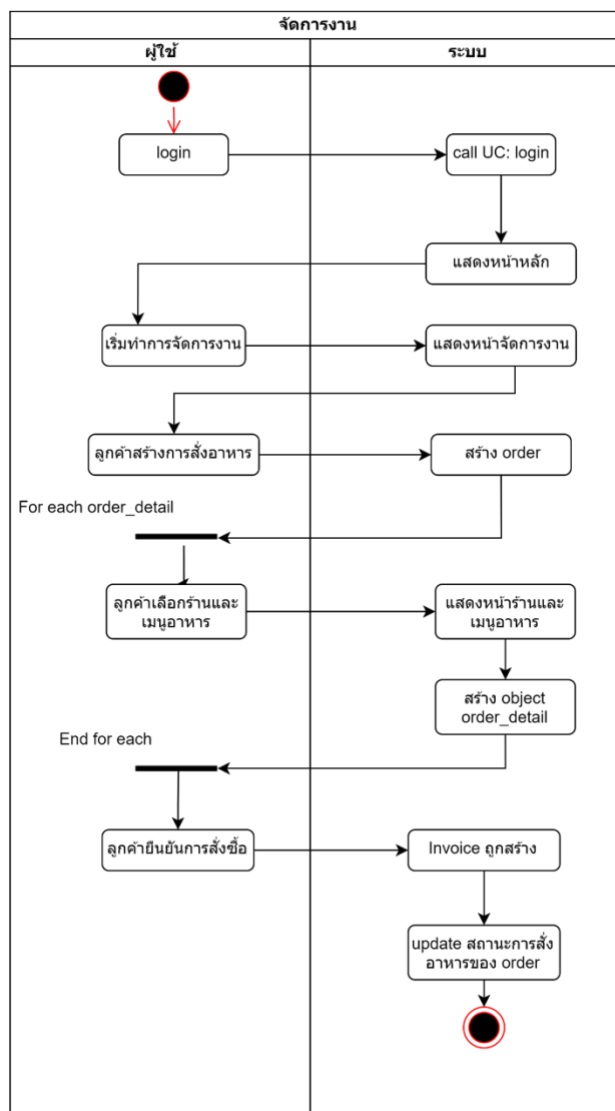 จัดการงาน
ผู้ใช้
ระบบ
login
call UC: login
แสดงหน้าหลัก
เริ่มทำการจัดการงาน
แสดงหน้าจัดการงาน
ลูกค้าสร้างการสั่งอาหาร
สร้าง order
For each order_detail
ลูกค้าเลือกร้านและ
เมนูอาหาร
แสดงหน้าร้านและ
เมนูอาหาร
สร้าง object
order_detail
End for each
ลูกค้ายืนยันการสั่งซื้อ
Invoice ถูกสร้าง
update สถานะการสั่ง
อาหารของ order